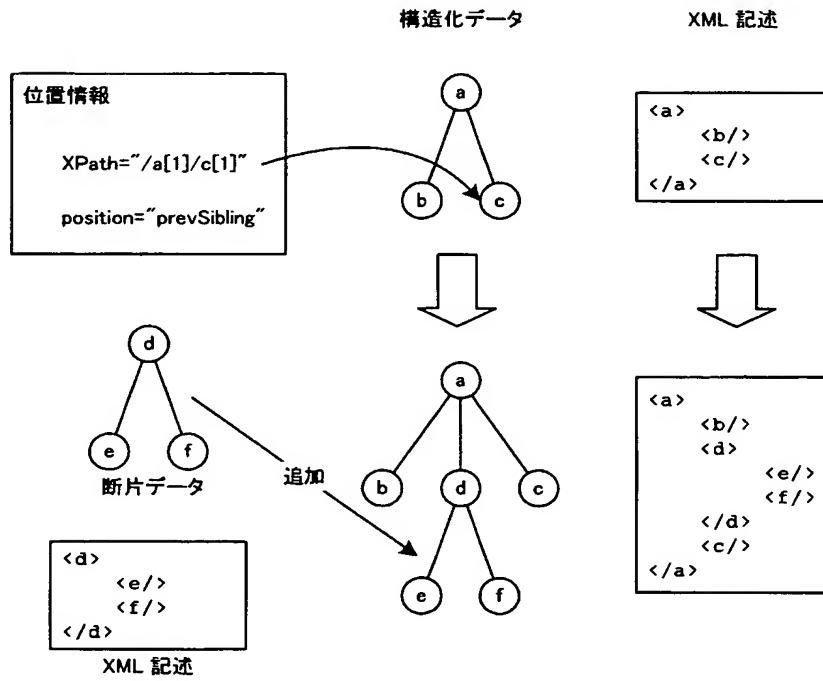 構造化データ
XML 記述
位置情報
XPath="/a[1]/c[1]"
position="prevSibling"
a
b
c
<a>
<b/>
<c/>
</a>
d
e
f
断片データ
追加
a
b
d
c
e
f
<a>
<b/>
<d>
<e/>
<f/>
</d>
<c/>
</a>
<d>
<e/>
<f/>
</d>
XML 記述